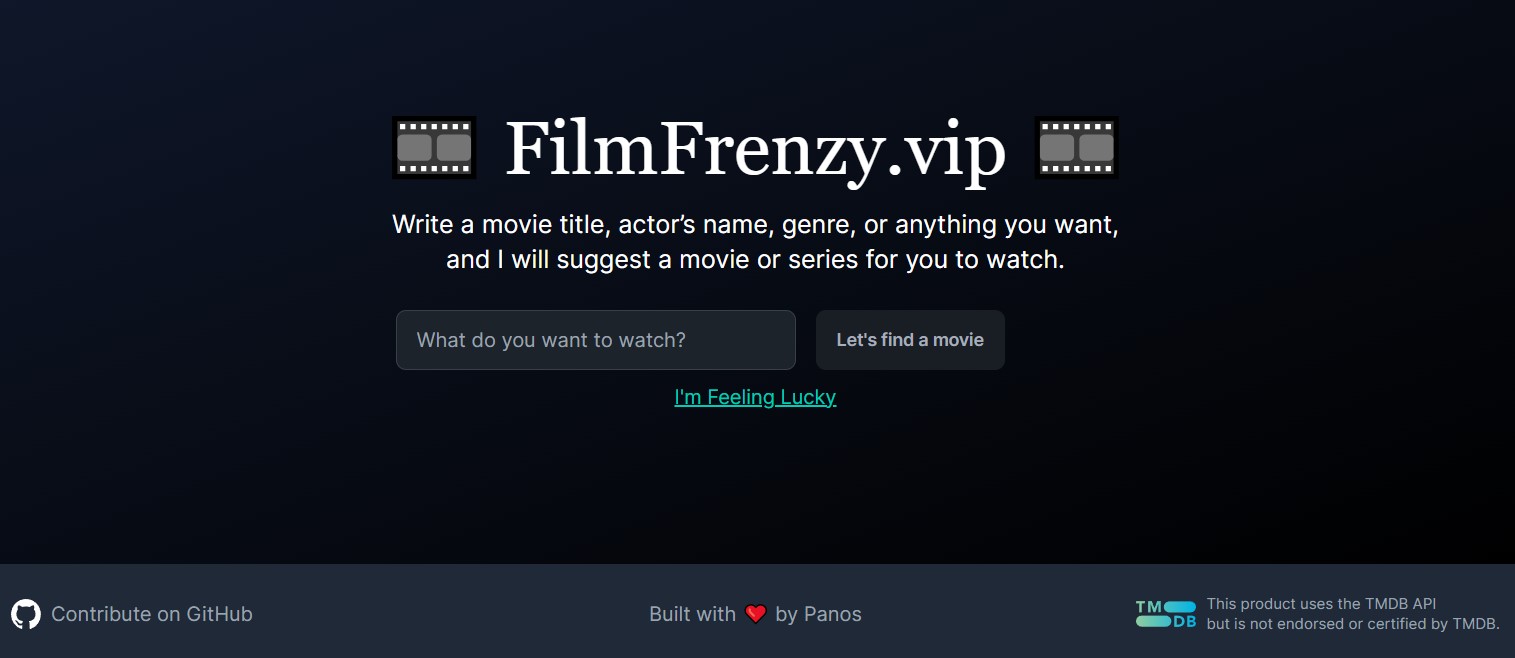 FilmFrenzy.vip
Write a movie title, actor’s name, genre, or anything you want,
and I will suggest a movie or series for you to watch.
What do you want to watch?
Let's find a movie
I'm Feeling Lucky
Contribute on GitHub
Built with ❤️ by Panos
TM
DB
This product uses the TMDB API
but is not endorsed or certified by TMDB.